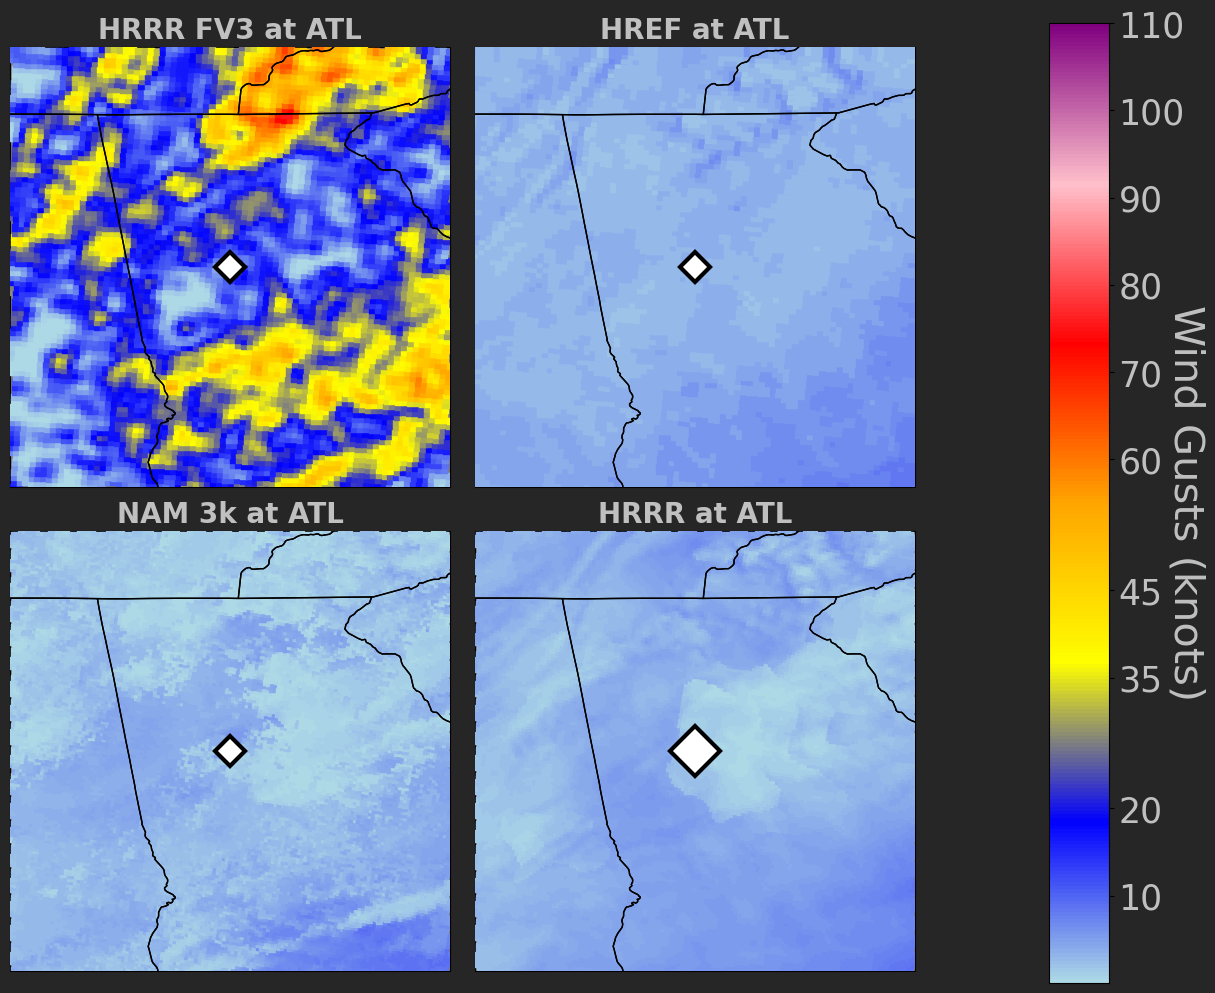 HRRR FV3 at ATL
HREF at ATL
NAM 3k at ATL
HRRR at ATL
110
100
90
80
70
60
45
35
20
10
Wind Gusts (knots)